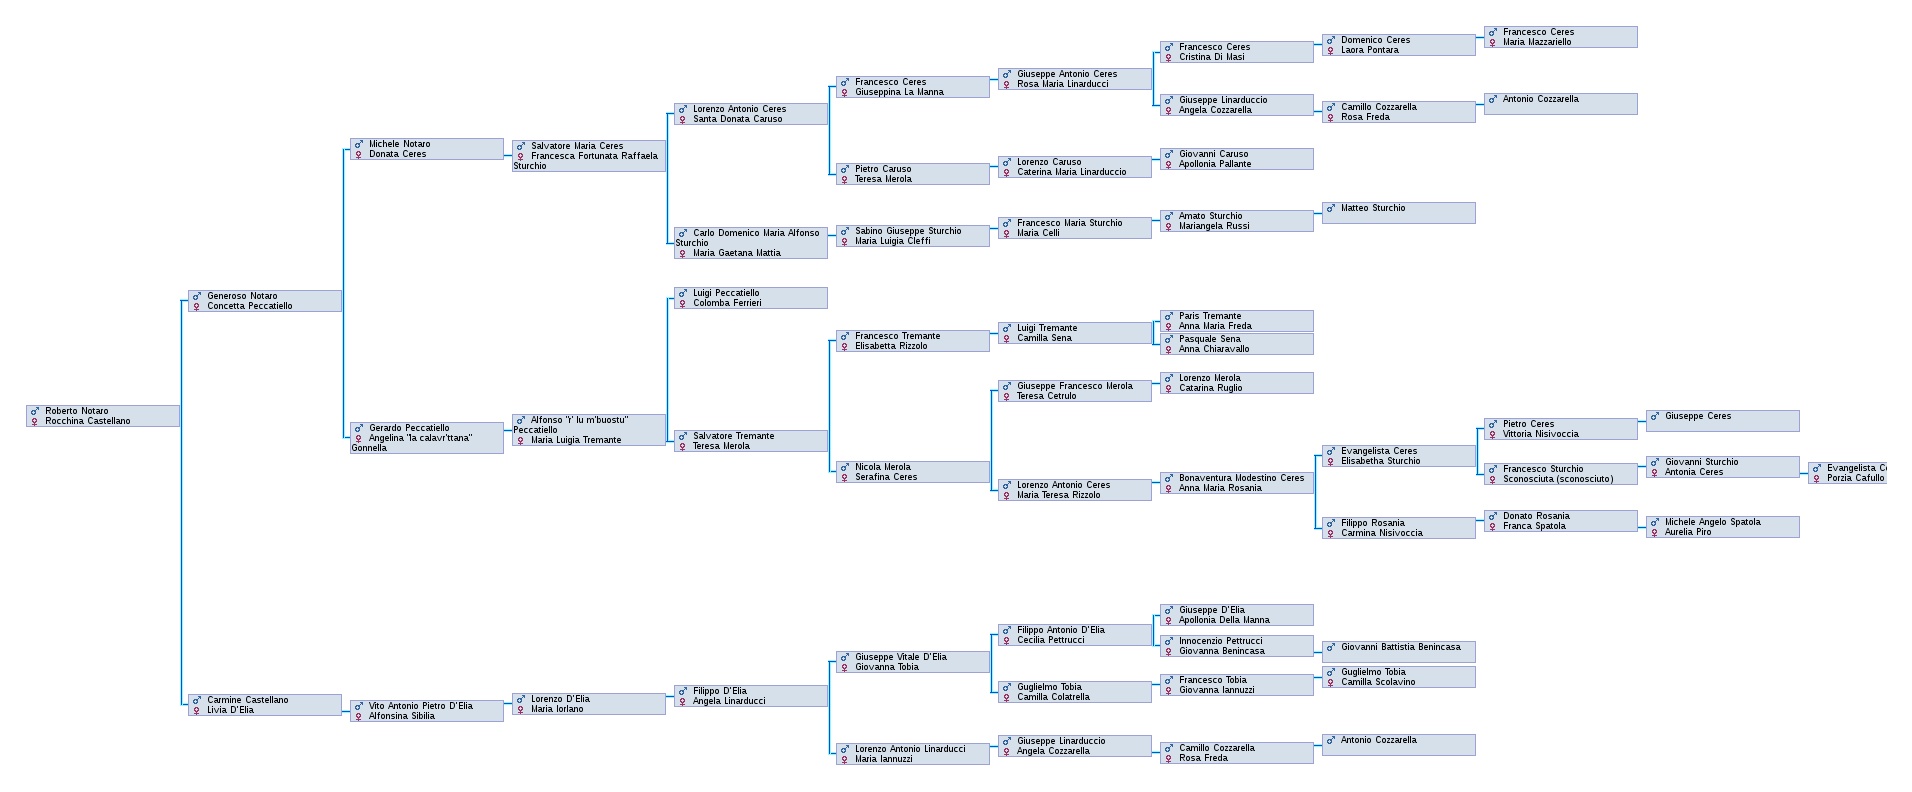 Roberto Notaro
Rocchina Castellano
Generoso Notaro
Concetta Peccatiello
Carmine Castellano
Livia D'Elia
Michele Notaro
Donata Ceres
Gerardo Peccatiello
Angelina "la calavr'ttana"
Gonnella
Vito Antonio Pietro D'Elia
Alfonsina Sibilia
Salvatore Maria Ceres
Francesca Fortunata Raffaela
Sturchio
Alfonso "r' lu m'buostu"
Peccatiello
Maria Luigia Tremante
Lorenzo D'Elia
Maria Iorlano
Lorenzo Antonio Ceres
Santa Donata Caruso
Carlo Domenico Maria Alfonso
Sturchio
Maria Gaetana Mattia
Luigi Peccatiello
Colomba Ferrieri
Salvatore Tremante
Teresa Merola
Filippo D'Elia
Angela Linarducci
Francesco Ceres
Giuseppina La Manna
Pietro Caruso
Teresa Merola
Sabino Giuseppe Sturchio
Maria Luigia Cleffi
Francesco Tremante
Elisabetta Rizzolo
Nicola Merola
Serafina Ceres
Giuseppe Vitale D'Elia
Giovanna Tobia
Lorenzo Antonio Linarducci
Maria Iannuzzi
Giuseppe Antonio Ceres
Rosa Maria Linarducci
Lorenzo Caruso
Caterina Maria Linarduccio
Francesco Maria Sturchio
Maria Celli
Luigi Tremante
Camilla Sena
Giuseppe Francesco Merola
Teresa Cetrulo
Lorenzo Antonio Ceres
Maria Teresa Rizzolo
Filippo Antonio D'Elia
Cecilia Pettrucci
Guglielmo Tobia
Camilla Colatrella
Giuseppe Linarduccio
Angela Cozzarella
Francesco Ceres
Cristina Di Masi
Giuseppe Linarduccio
Angela Cozzarella
Giovanni Caruso
Apollonia Pallante
Amato Sturchio
Mariangela Russi
Paris Tremante
Anna Maria Freda
Pasquale Sena
Anna Chiaravallo
Lorenzo Merola
Catarina Ruglio
Bonaventura Modestino Ceres
Anna Maria Rosania
Giuseppe D'Elia
Apollonia Della Manna
Innocenzio Pettrucci
Giovanna Benincasa
Francesco Tobia
Giovanna Iannuzzi
Camillo Cozzarella
Rosa Freda
Domenico Ceres
Laora Pontara
Camillo Cozzarella
Rosa Freda
Matteo Sturchio
Evangelista Ceres
Elisabetha Sturchio
Filippo Rosania
Carmina Nisivoccia
Giovanni Battistia Benincasa
Guglielmo Tobia
Camilla Scolavino
Antonio Cozzarella
Francesco Ceres
Maria Mazzariello
Antonio Cozzarella
Pietro Ceres
Vittoria Nisivoccia
Francesco Sturchio
Sconosciuta (sconosciuto)
Donato Rosania
Franca Spatola
Giuseppe Ceres
Giovanni Sturchio
Antonia Ceres
Michele Angelo Spatola
Aurelia Piro
Evangelista
Porzia Cafullo